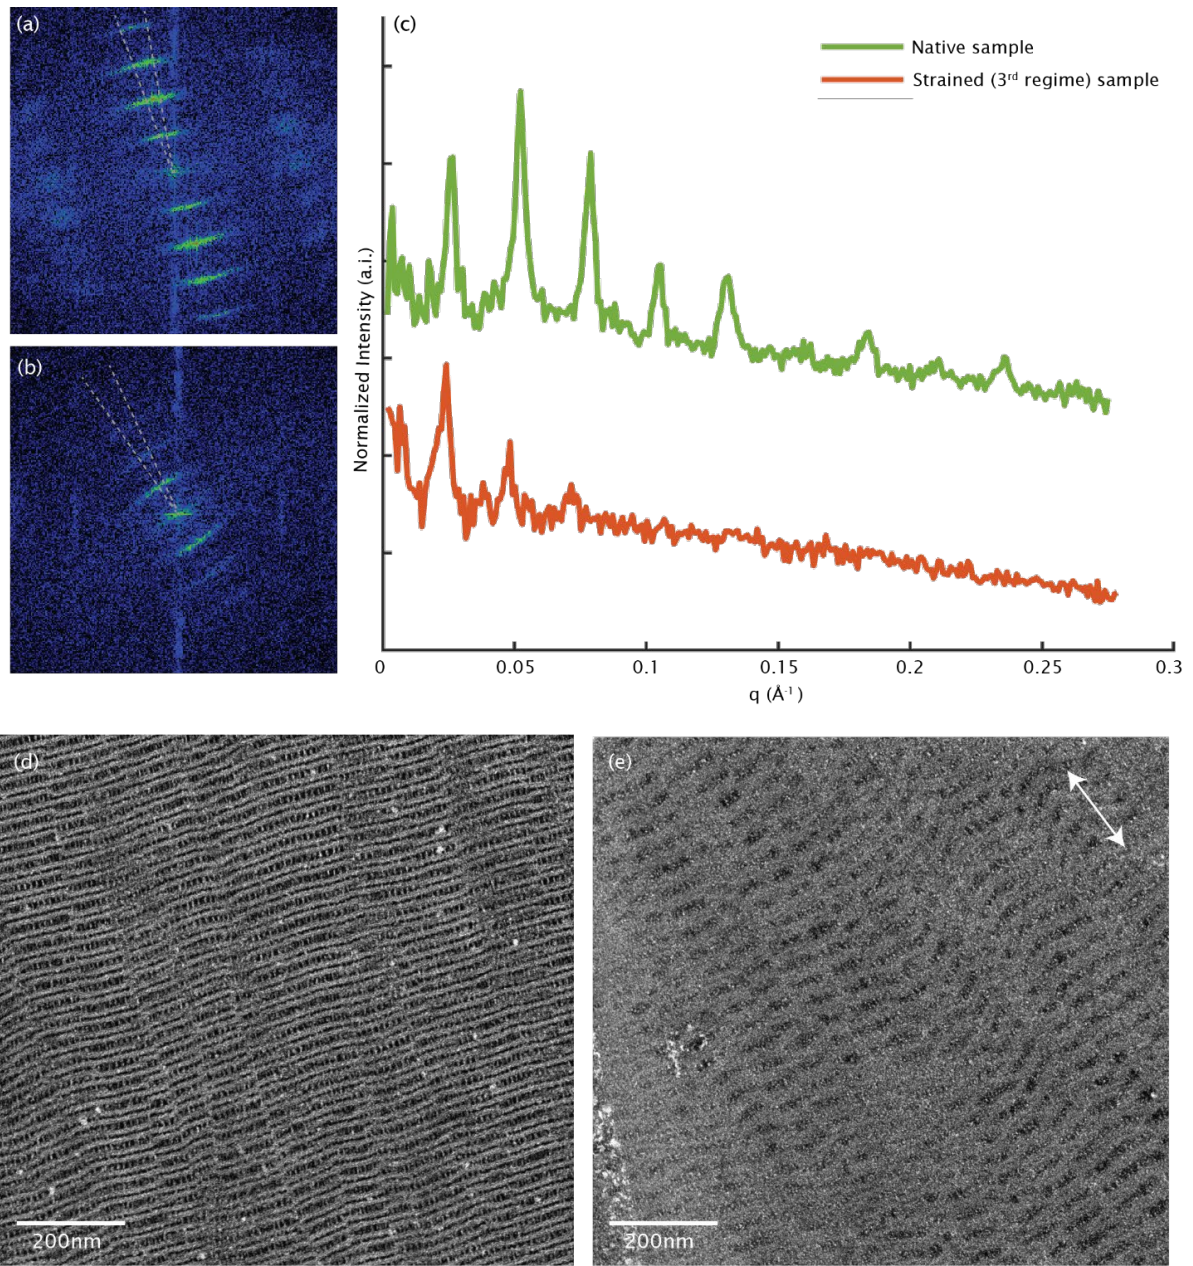 (a)
(b)
(c)
Native sample
Strained (3rd regime) sample
Normalized Intensity (a.i.)
0
0.05
0.1
0.15
0.2
0.25
0.3
q (Å-1)
(d)
200nm
(e)
200nm